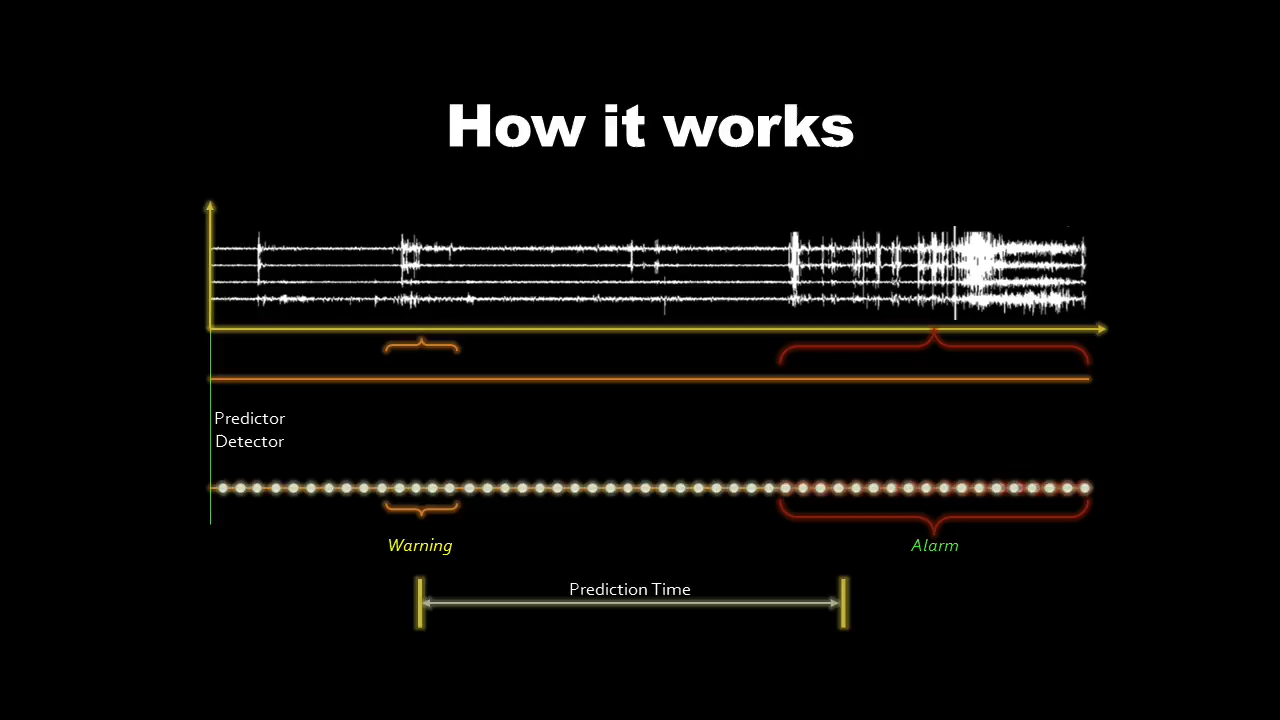 How it works
Predictor
Detector
Warning
Alarm
Prediction Time